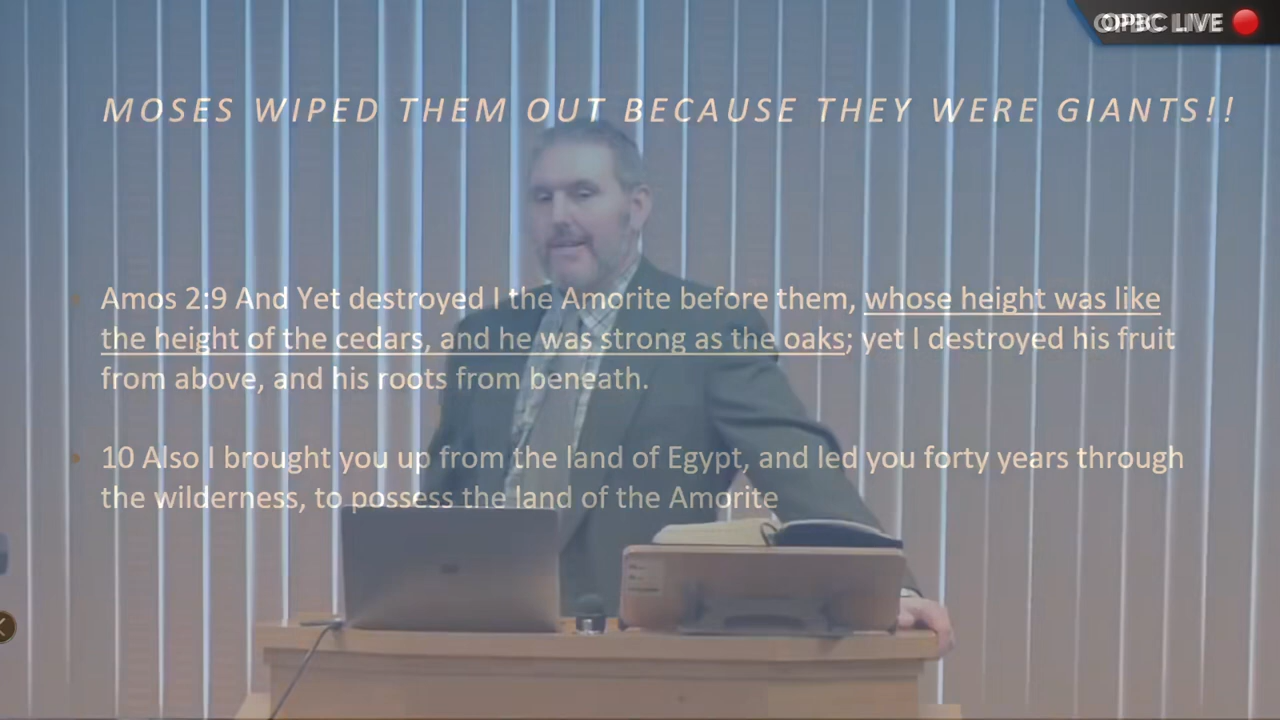 OPBC LIVE
MOSES WIPED THEM OUT BECAUSE THEY WERE GIANTS!!
Amos 2:9 And Yet destroyed I the Amorite before them, whose height was like
the height of the cedars, and he was strong as the oaks; yet I destroyed his fruit
from above, and his roots from beneath.
10 Also I brought you up from the land of Egypt, and led you forty years through
the wilderness, to possess the land of the Amorite